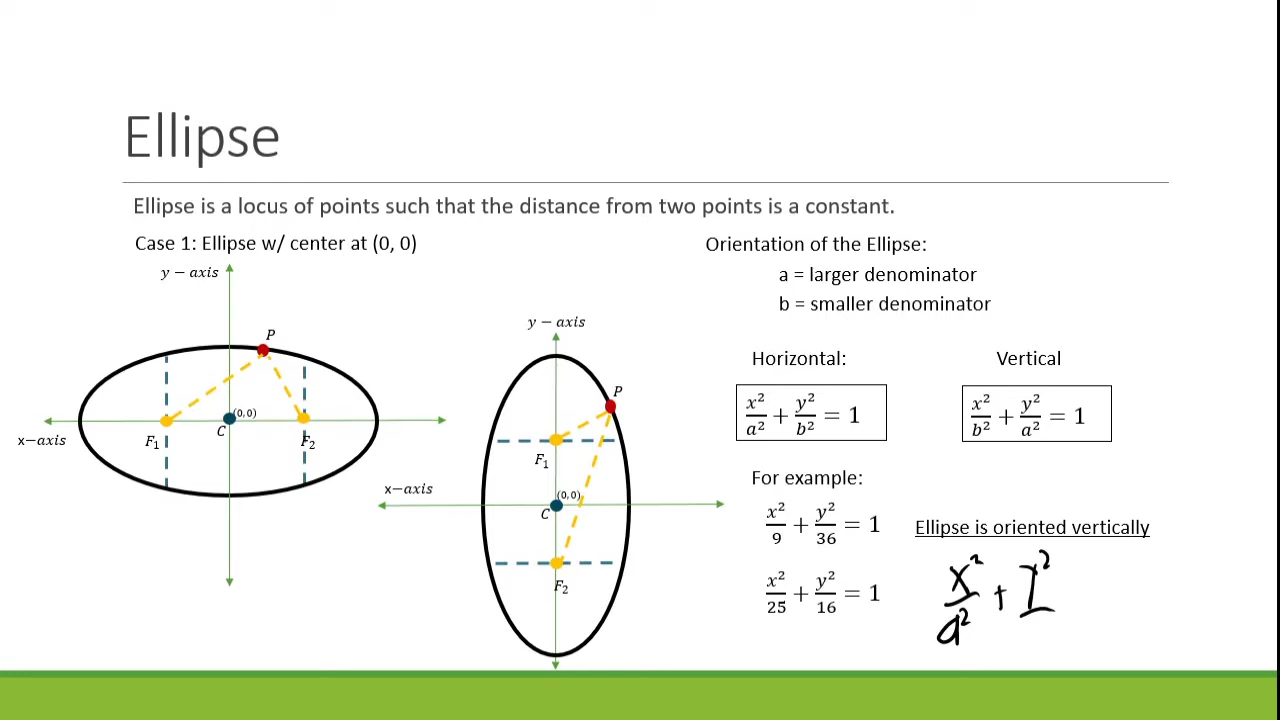 Ellipse
Ellipse is a locus of points such that the distance from two points is a constant.
Case 1: Ellipse w/ center at (0, 0)
y − axis
P
(0,0)
C
x−axis
F₁
F₂
y − axis
P
F₁
x−axis
(0,0)
C
F₂
Orientation of the Ellipse:
a = larger denominator
b = smaller denominator
Horizontal:
x²/a² + y²/b² = 1
Vertical
x²/b² + y²/a² = 1
For example:
x²/9 + y²/36 = 1
Ellipse is oriented vertically
x²/25 + y²/16 = 1
x²/a² +